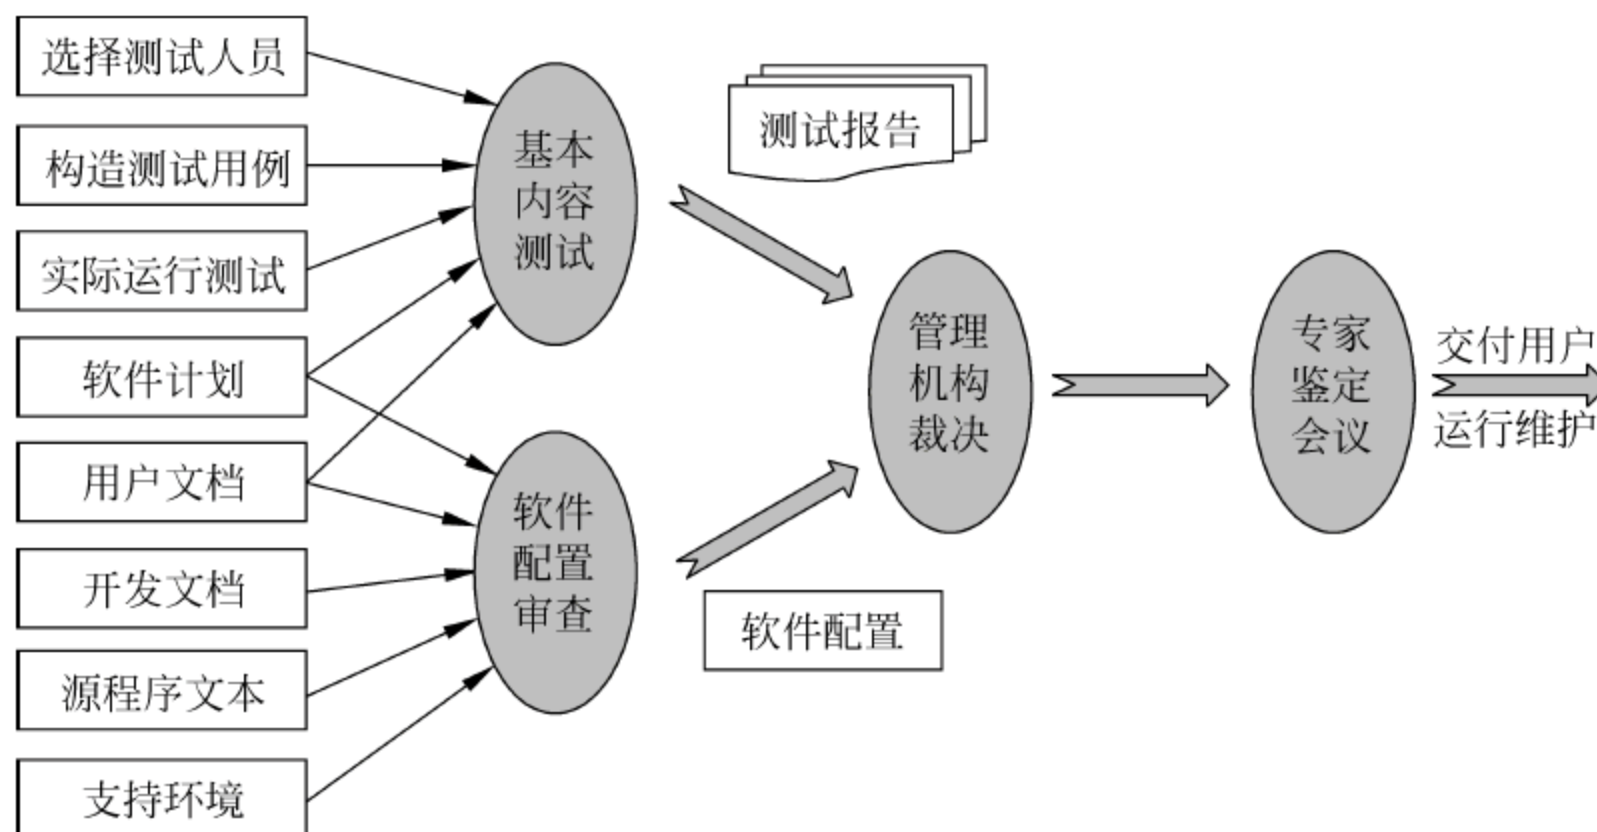 选择测试人员
构造测试用例
实际运行测试
软件计划
用户文档
开发文档
源程序文本
支持环境
基本
内容
测试
软件
配置
审查
测试报告
软件配置
管理
机构
裁决
专家
鉴定
会议
交付用户
运行维护